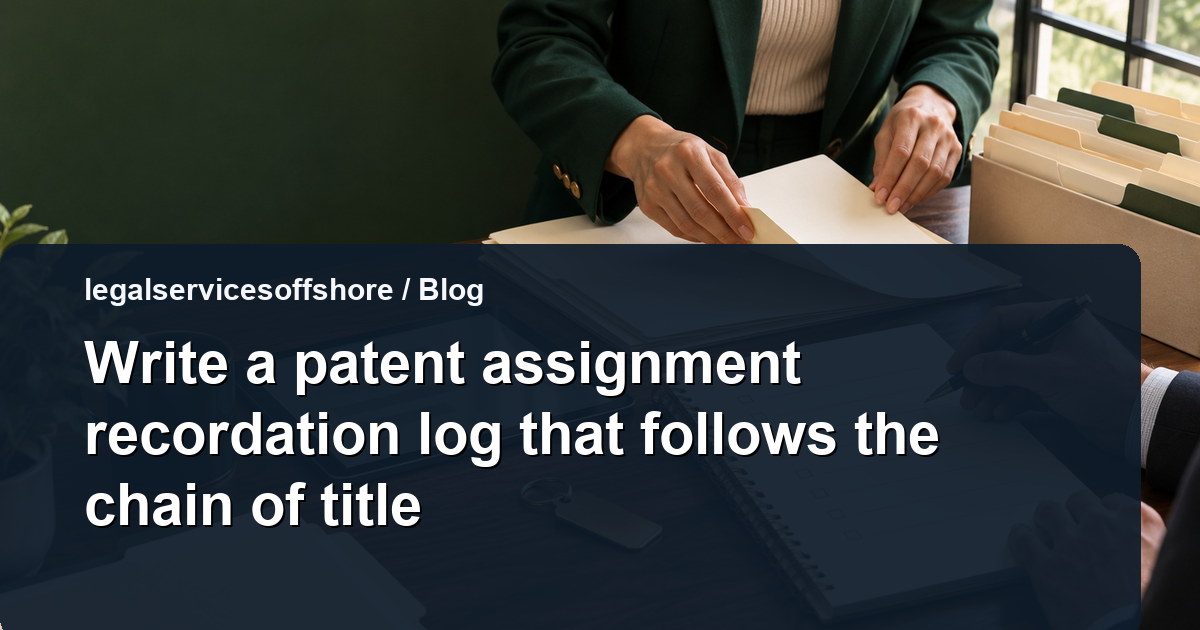 legalservicesoffshore / Blog
Write a patent assignment
recordation log that follows the
chain of title